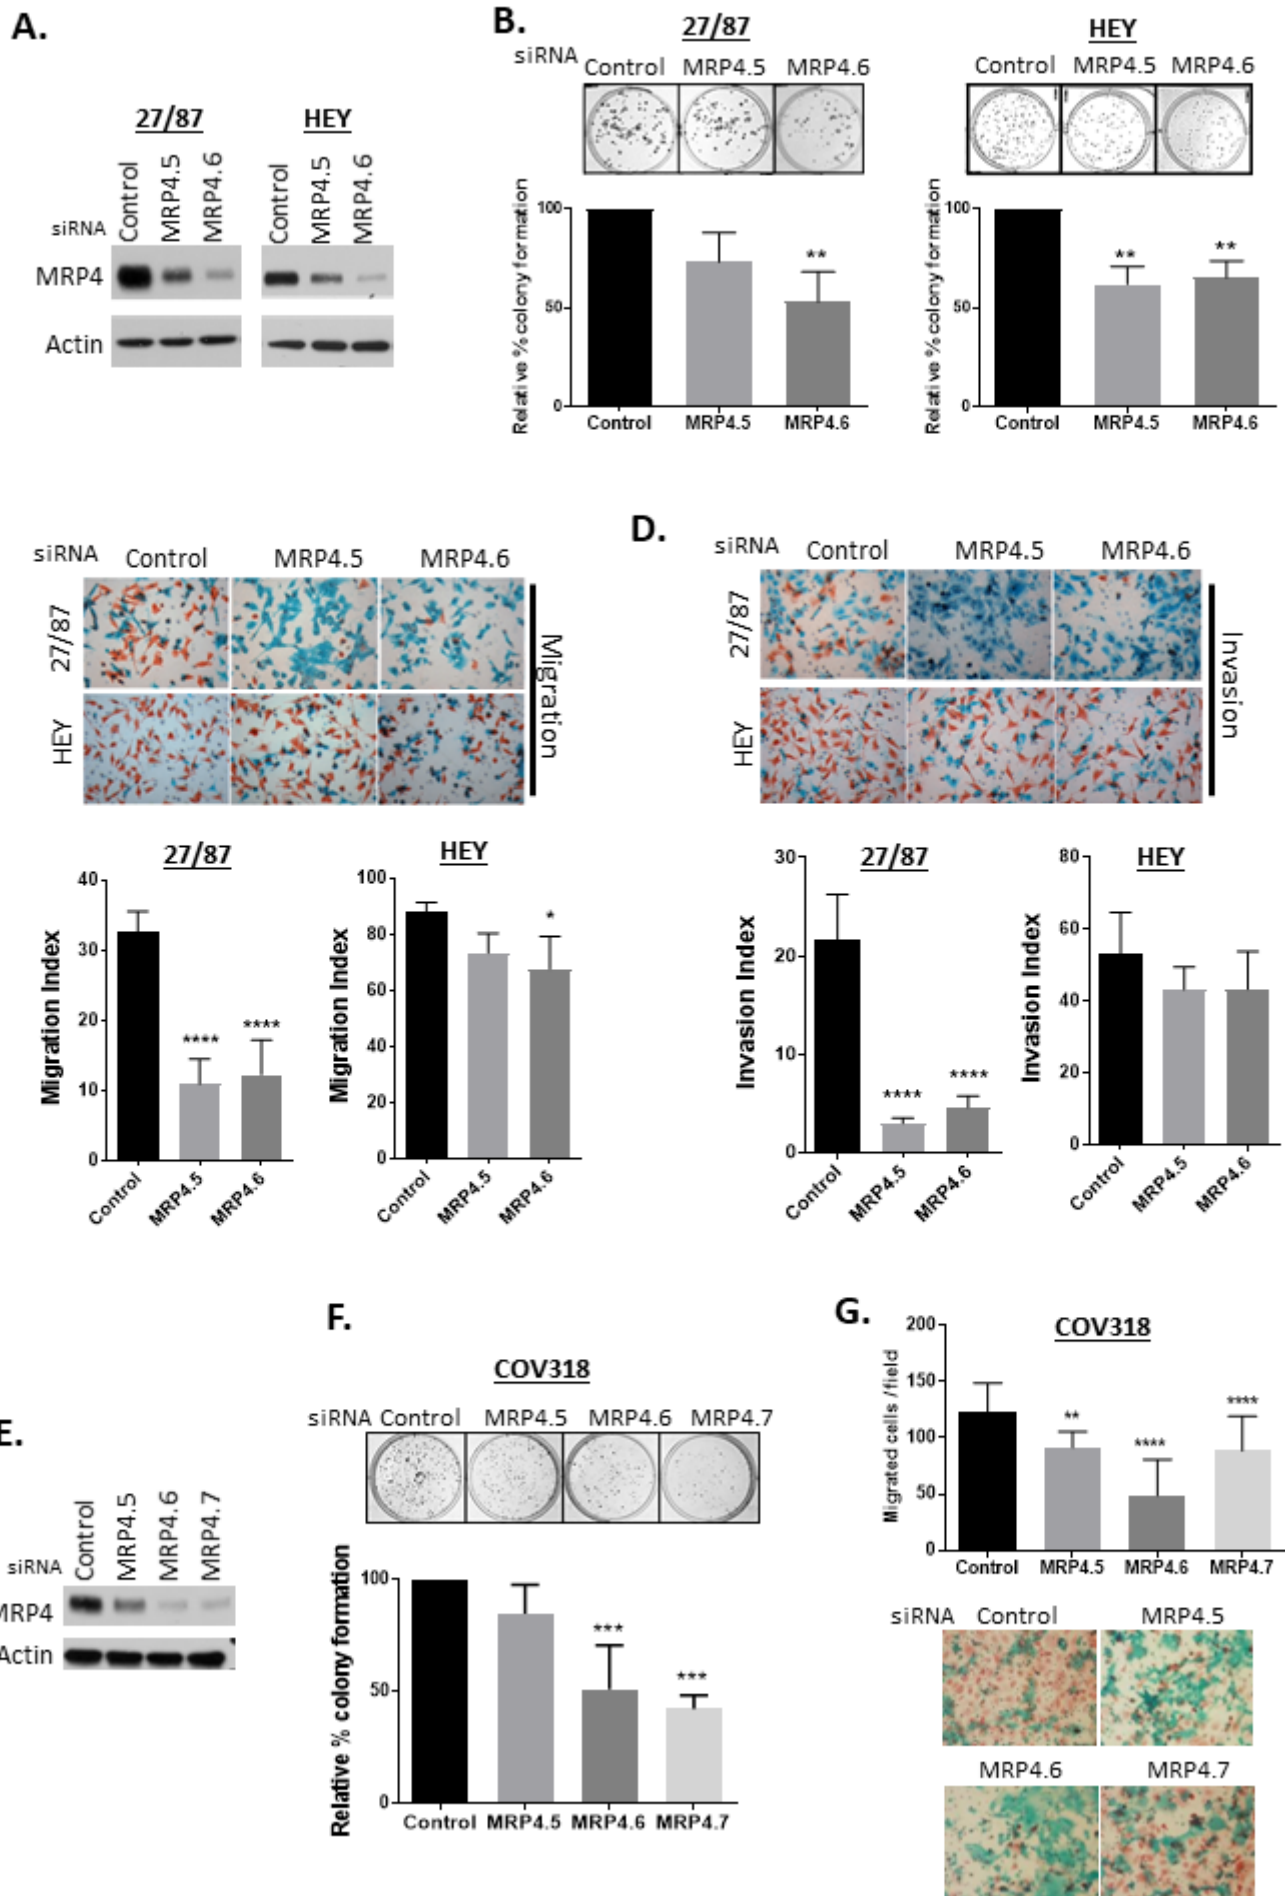 A.
27/87 HEY
siRNA Control MRP4.5 MRP4.6 Control MRP4.5 MRP4.6
MRP4
Actin
B.
27/87
siRNA Control MRP4.5 MRP4.6
Relative % colony formation
100
50
0
Control MRP4.5 MRP4.6
HEY
Control MRP4.5 MRP4.6
Relative % colony formation
100
50
0
Control MRP4.5 MRP4.6
** 
** **
siRNA Control MRP4.5 MRP4.6
27/87
HEY
Migration
27/87
Migration Index
40
30
20
10
0
**** ****
Control MRP4.5 MRP4.6
HEY
Migration Index
100
80
60
40
20
0
*
Control MRP4.5 MRP4.6
D.
siRNA Control MRP4.5 MRP4.6
27/87
HEY
Invasion
27/87
Invasion Index
30
20
10
0
**** ****
Control MRP4.5 MRP4.6
HEY
Invasion Index
80
60
40
20
0
Control MRP4.5 MRP4.6
E.
siRNA Control MRP4.5 MRP4.6 MRP4.7
MRP4
Actin
F.
COV318
siRNA Control MRP4.5 MRP4.6 MRP4.7
Relative % colony formation
100
50
0
*** ***
Control MRP4.5 MRP4.6 MRP4.7
G.
COV318
Migrated cells /field
200
150
100
50
0
** **** ****
Control MRP4.5 MRP4.6 MRP4.7
siRNA Control MRP4.5
MRP4.6 MRP4.7